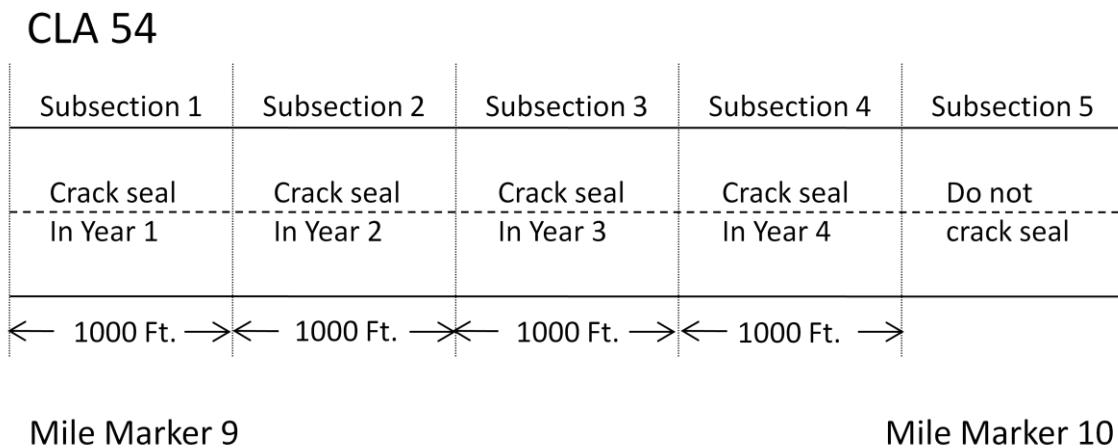 CLA 54
Subsection 1 Subsection 2 Subsection 3 Subsection 4 Subsection 5
Crack seal Crack seal Crack seal Crack seal Do not
In Year 1 In Year 2 In Year 3 In Year 4 crack seal
1000 Ft. 1000 Ft. 1000 Ft. 1000 Ft.
Mile Marker 9 Mile Marker 10